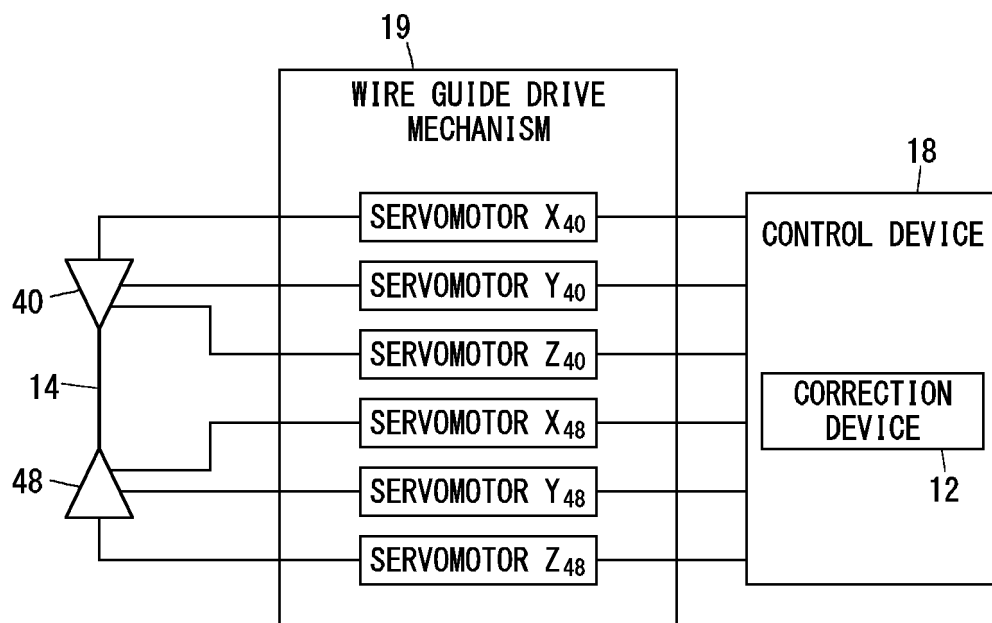 19
WIRE GUIDE DRIVE
MECHANISM
18
SERVOMOTOR X40
CONTROL DEVICE
SERVOMOTOR Y40
40
SERVOMOTOR Z40
14
CORRECTION
DEVICE
SERVOMOTOR X48
48
SERVOMOTOR Y48
12
SERVOMOTOR Z48